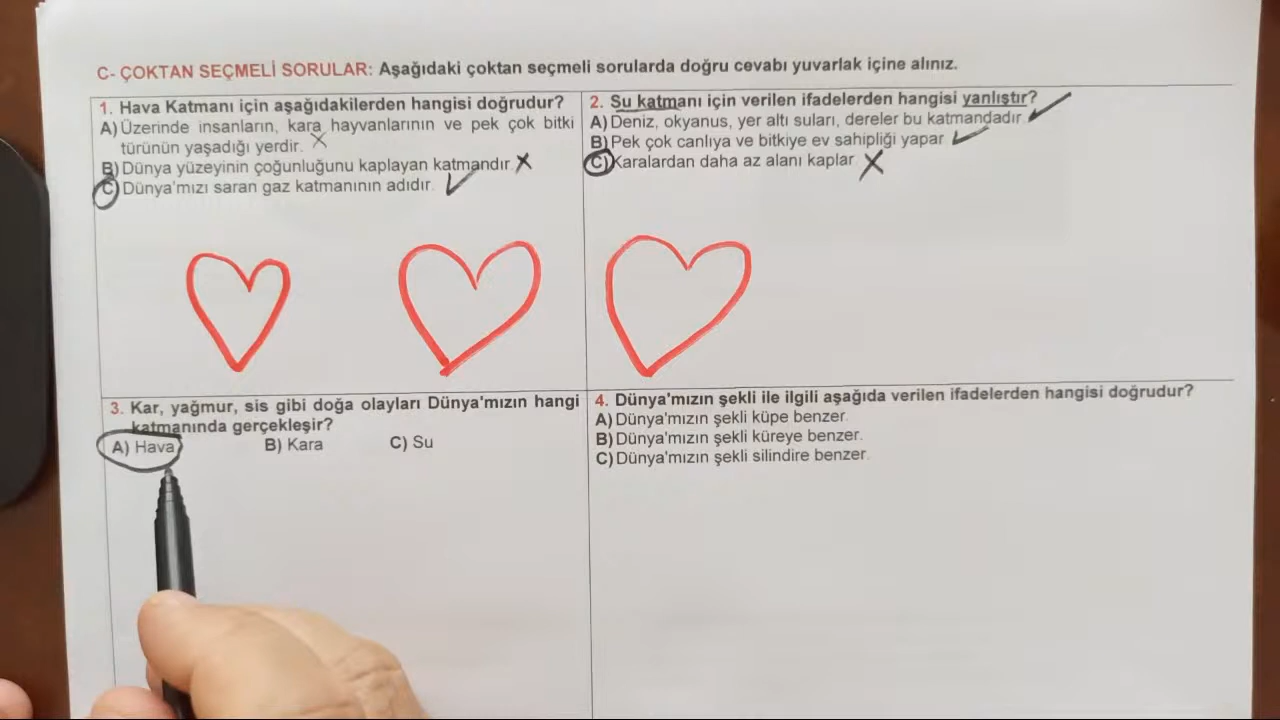 C- ÇOKTAN SEÇMELİ SORULAR: Aşağıdaki çoktan seçmeli sorularda doğru cevabı yuvarlak içine alınız.
1. Hava Katmanı için aşağıdakilerden hangisi doğrudur?
A) Üzerinde insanların, kara hayvanlarının ve pek çok bitki
türünün yaşadığı yerdir.
B) Dünya yüzeyinin çoğunluğunu kaplayan katmandır
C) Dünya'mızı saran gaz katmanının adıdır.
2. Su katmanı için verilen ifadelerden hangisi yanlıştır?
A) Deniz, okyanus, yer altı suları, dereler bu katmandadır
B) Pek çok canlıya ve bitkiye ev sahipliği yapar
C) Karalardan daha az alanı kaplar
3. Kar, yağmur, sis gibi doğa olayları Dünya'mızın hangi
katmanında gerçekleşir?
A) Hava B) Kara C) Su
4. Dünya'mızın şekli ile ilgili aşağıda verilen ifadelerden hangisi doğrudur?
A) Dünya'mızın şekli küpe benzer.
B) Dünya'mızın şekli küreye benzer.
C) Dünya'mızın şekli silindire benzer.